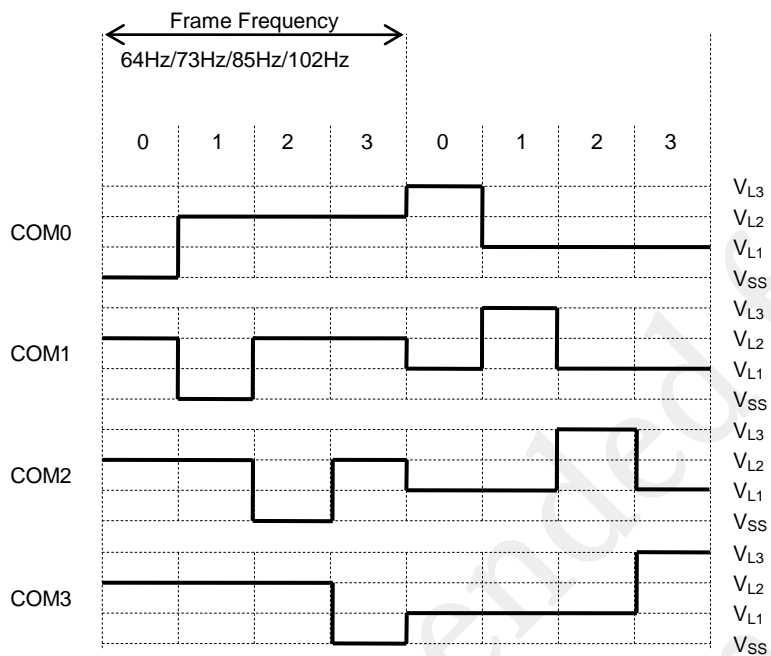 Frame Frequency
64Hz/73Hz/85Hz/102Hz
0 1 2 3 0 1 2 3
VL3
VL2
COM0
VL1
VSS
VL3
VL2
COM1
VL1
VSS
VL3
VL2
COM2
VL1
VSS
VL3
VL2
COM3
VL1
VSS
ended f